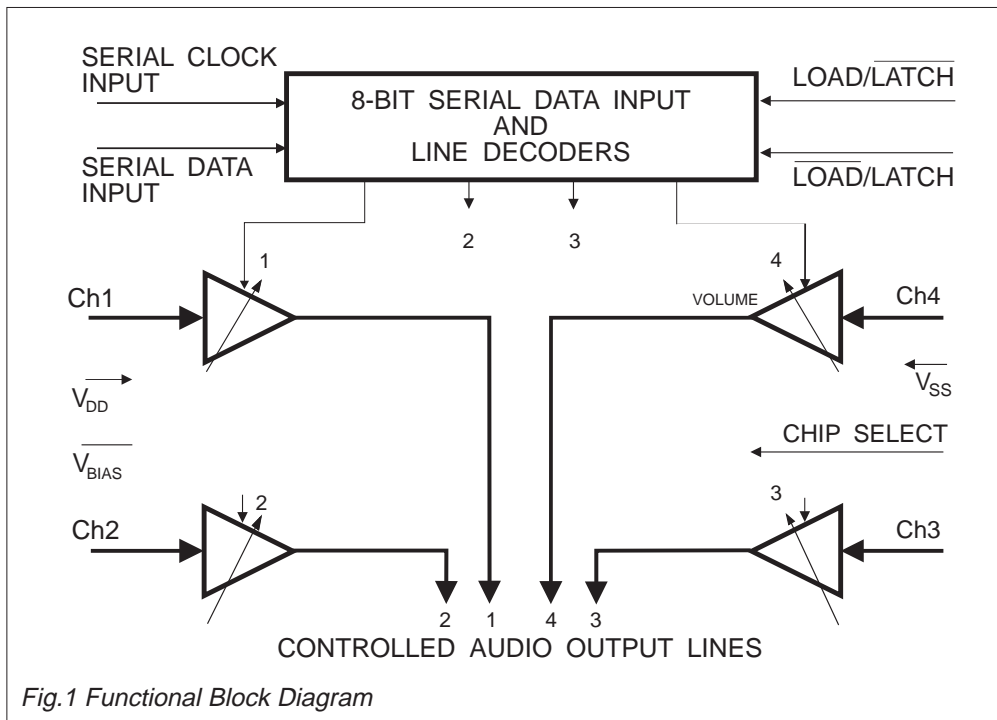 SERIAL CLOCK
INPUT
8-BIT SERIAL DATA INPUT
AND
LINE DECODERS
LOAD/LATCH
SERIAL DATA
INPUT
LOAD/LATCH
2
3
1
4
Ch1
VOLUME
Ch4
VDD
VSS
CHIP SELECT
VBIAS
2
3
Ch2
Ch3
2 1 4 3
CONTROLLED AUDIO OUTPUT LINES
Fig.1 Functional Block Diagram